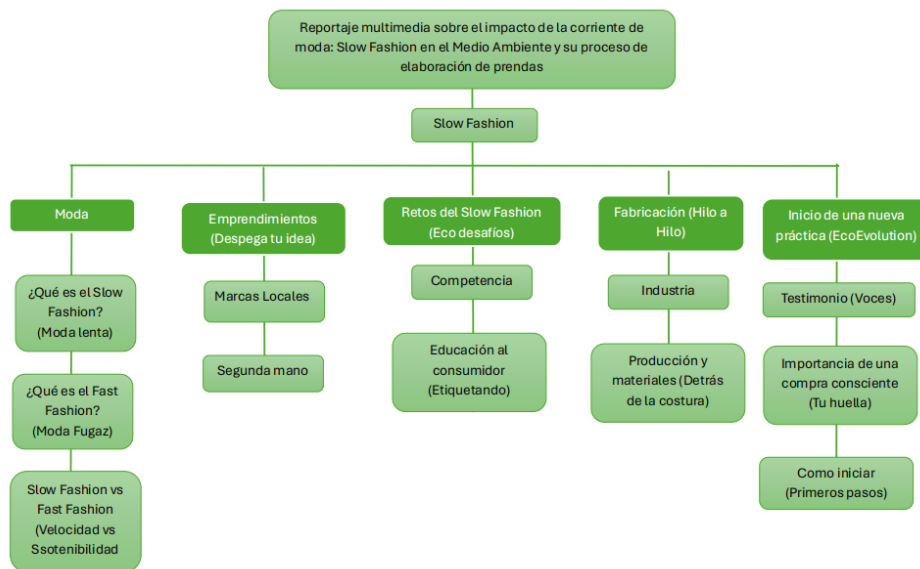 Reportaje multimedia sobre el impacto de la corriente de
moda: Slow Fashion en el Medio Ambiente y su proceso de
elaboración de prendas
Slow Fashion
Moda
¿Qué es el Slow
Fashion?
(Moda lenta)
¿Qué es el Fast
Fashion?
(Moda Fugaz)
Slow Fashion vs
Fast Fashion
(Velocidad vs
Ssotenibilidad
Emprendimientos
(Despega tu idea)
Marcas Locales
Segunda mano
Retos del Slow Fashion
(Eco desafíos)
Competencia
Educación al
consumidor
(Etiquetando)
Fabricación (Hilo a
Hilo)
Industria
Producción y
materiales (Detrás
de la costura)
Inicio de una nueva
práctica (EcoEvolution)
Testimonio (Voces)
Importancia de una
compra consciente
(Tu huella)
Como iniciar
(Primeros pasos)